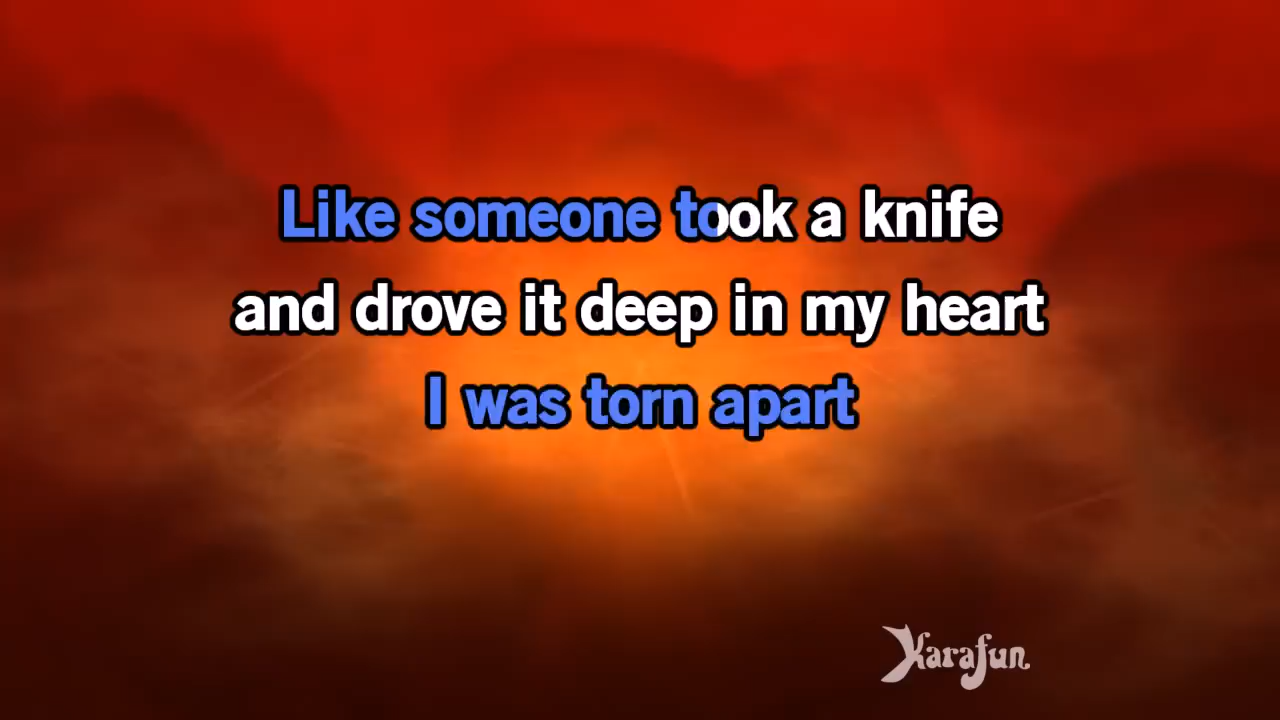 Like someone took a knife
and drove it deep in my heart
I was torn apart
Karafun